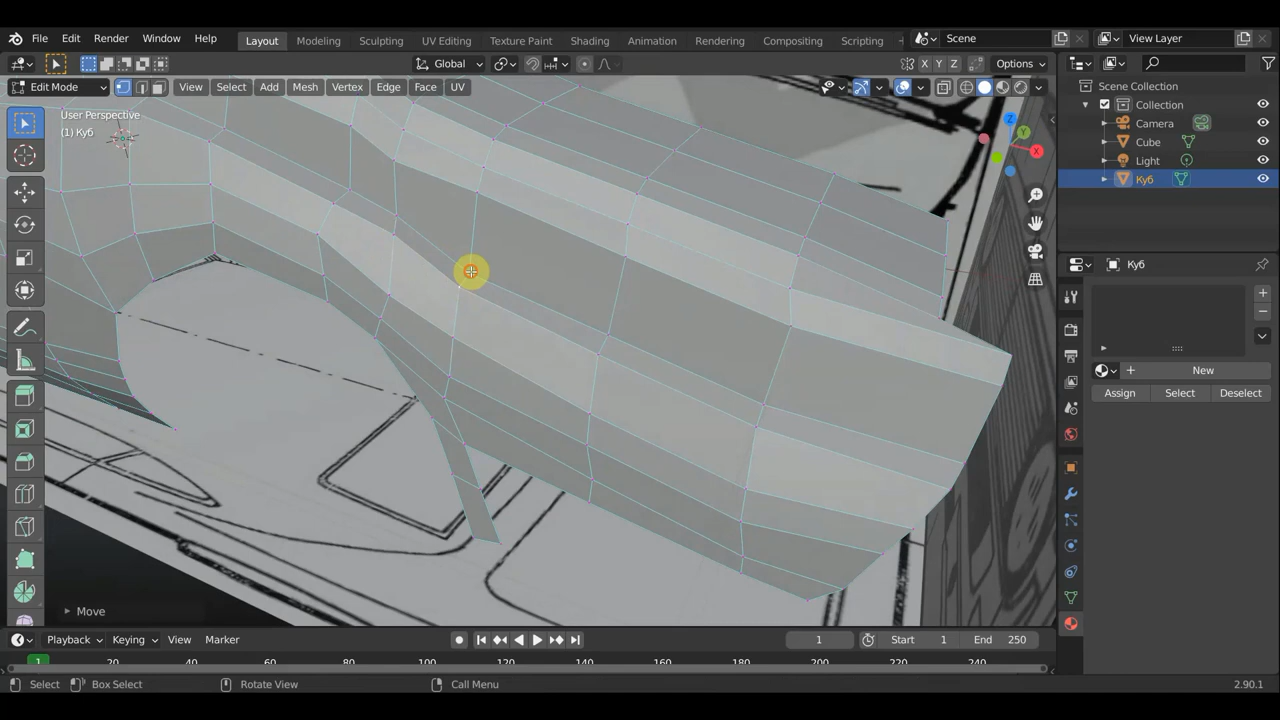 File Edit Render Window Help Layout Modeling Sculpting UV Editing Texture Paint Shading Animation Rendering Compositing Scripting Scene View Layer
Global X Y Z Options
Edit Mode View Select Add Mesh Vertex Edge Face UV
Scene Collection
Collection
Camera
Cube
Light
Куб
User Perspective
(1) Куб
Z
Y
X
Куб
New
Assign Select Deselect
Move
Playback Keying View Marker 1 Start 1 End 250
1 20 40 60 80 100 120 140 160 180 200 220 240
Select Box Select Rotate View Call Menu 2.90.1